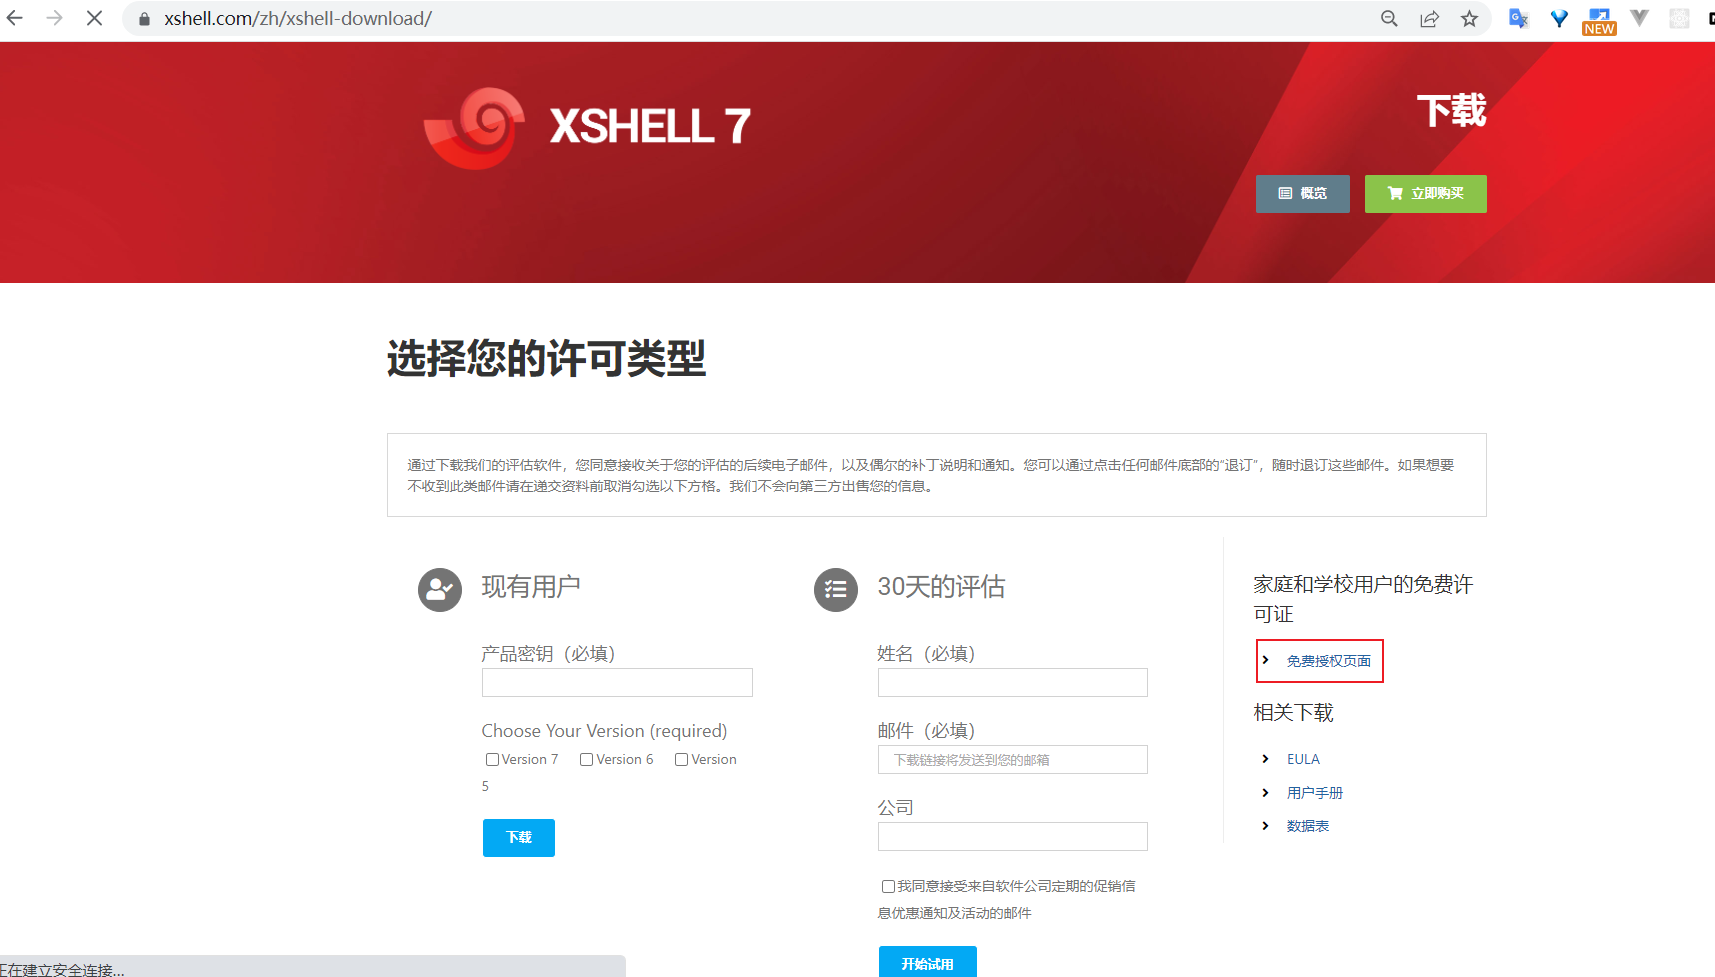 xshell.com/zh/xshell-download/
NEW
XSHELL 7
下载
概览
立即购买
选择您的许可类型
通过下载我们的评估软件，您同意接收关于您的评估的后续电子邮件，以及偶尔的补丁说明和通知。您可以通过点击任何邮件底部的“退订”，随时退订这些邮件。如果想要
不收到此类邮件请在递交资料前取消勾选以下方格。我们不会向第三方出售您的信息。
现有用户
产品密钥（必填）
Choose Your Version (required)
Version 7 Version 6 Version
5
下载
30天的评估
姓名（必填）
邮件（必填）
下载链接将发送到您的邮箱
公司
我同意接受来自软件公司定期的促销信
息优惠通知及活动的邮件
开始试用
家庭和学校用户的免费许
可证
免费授权页面
相关下载
EULA
用户手册
数据表
正在建立安全连接...